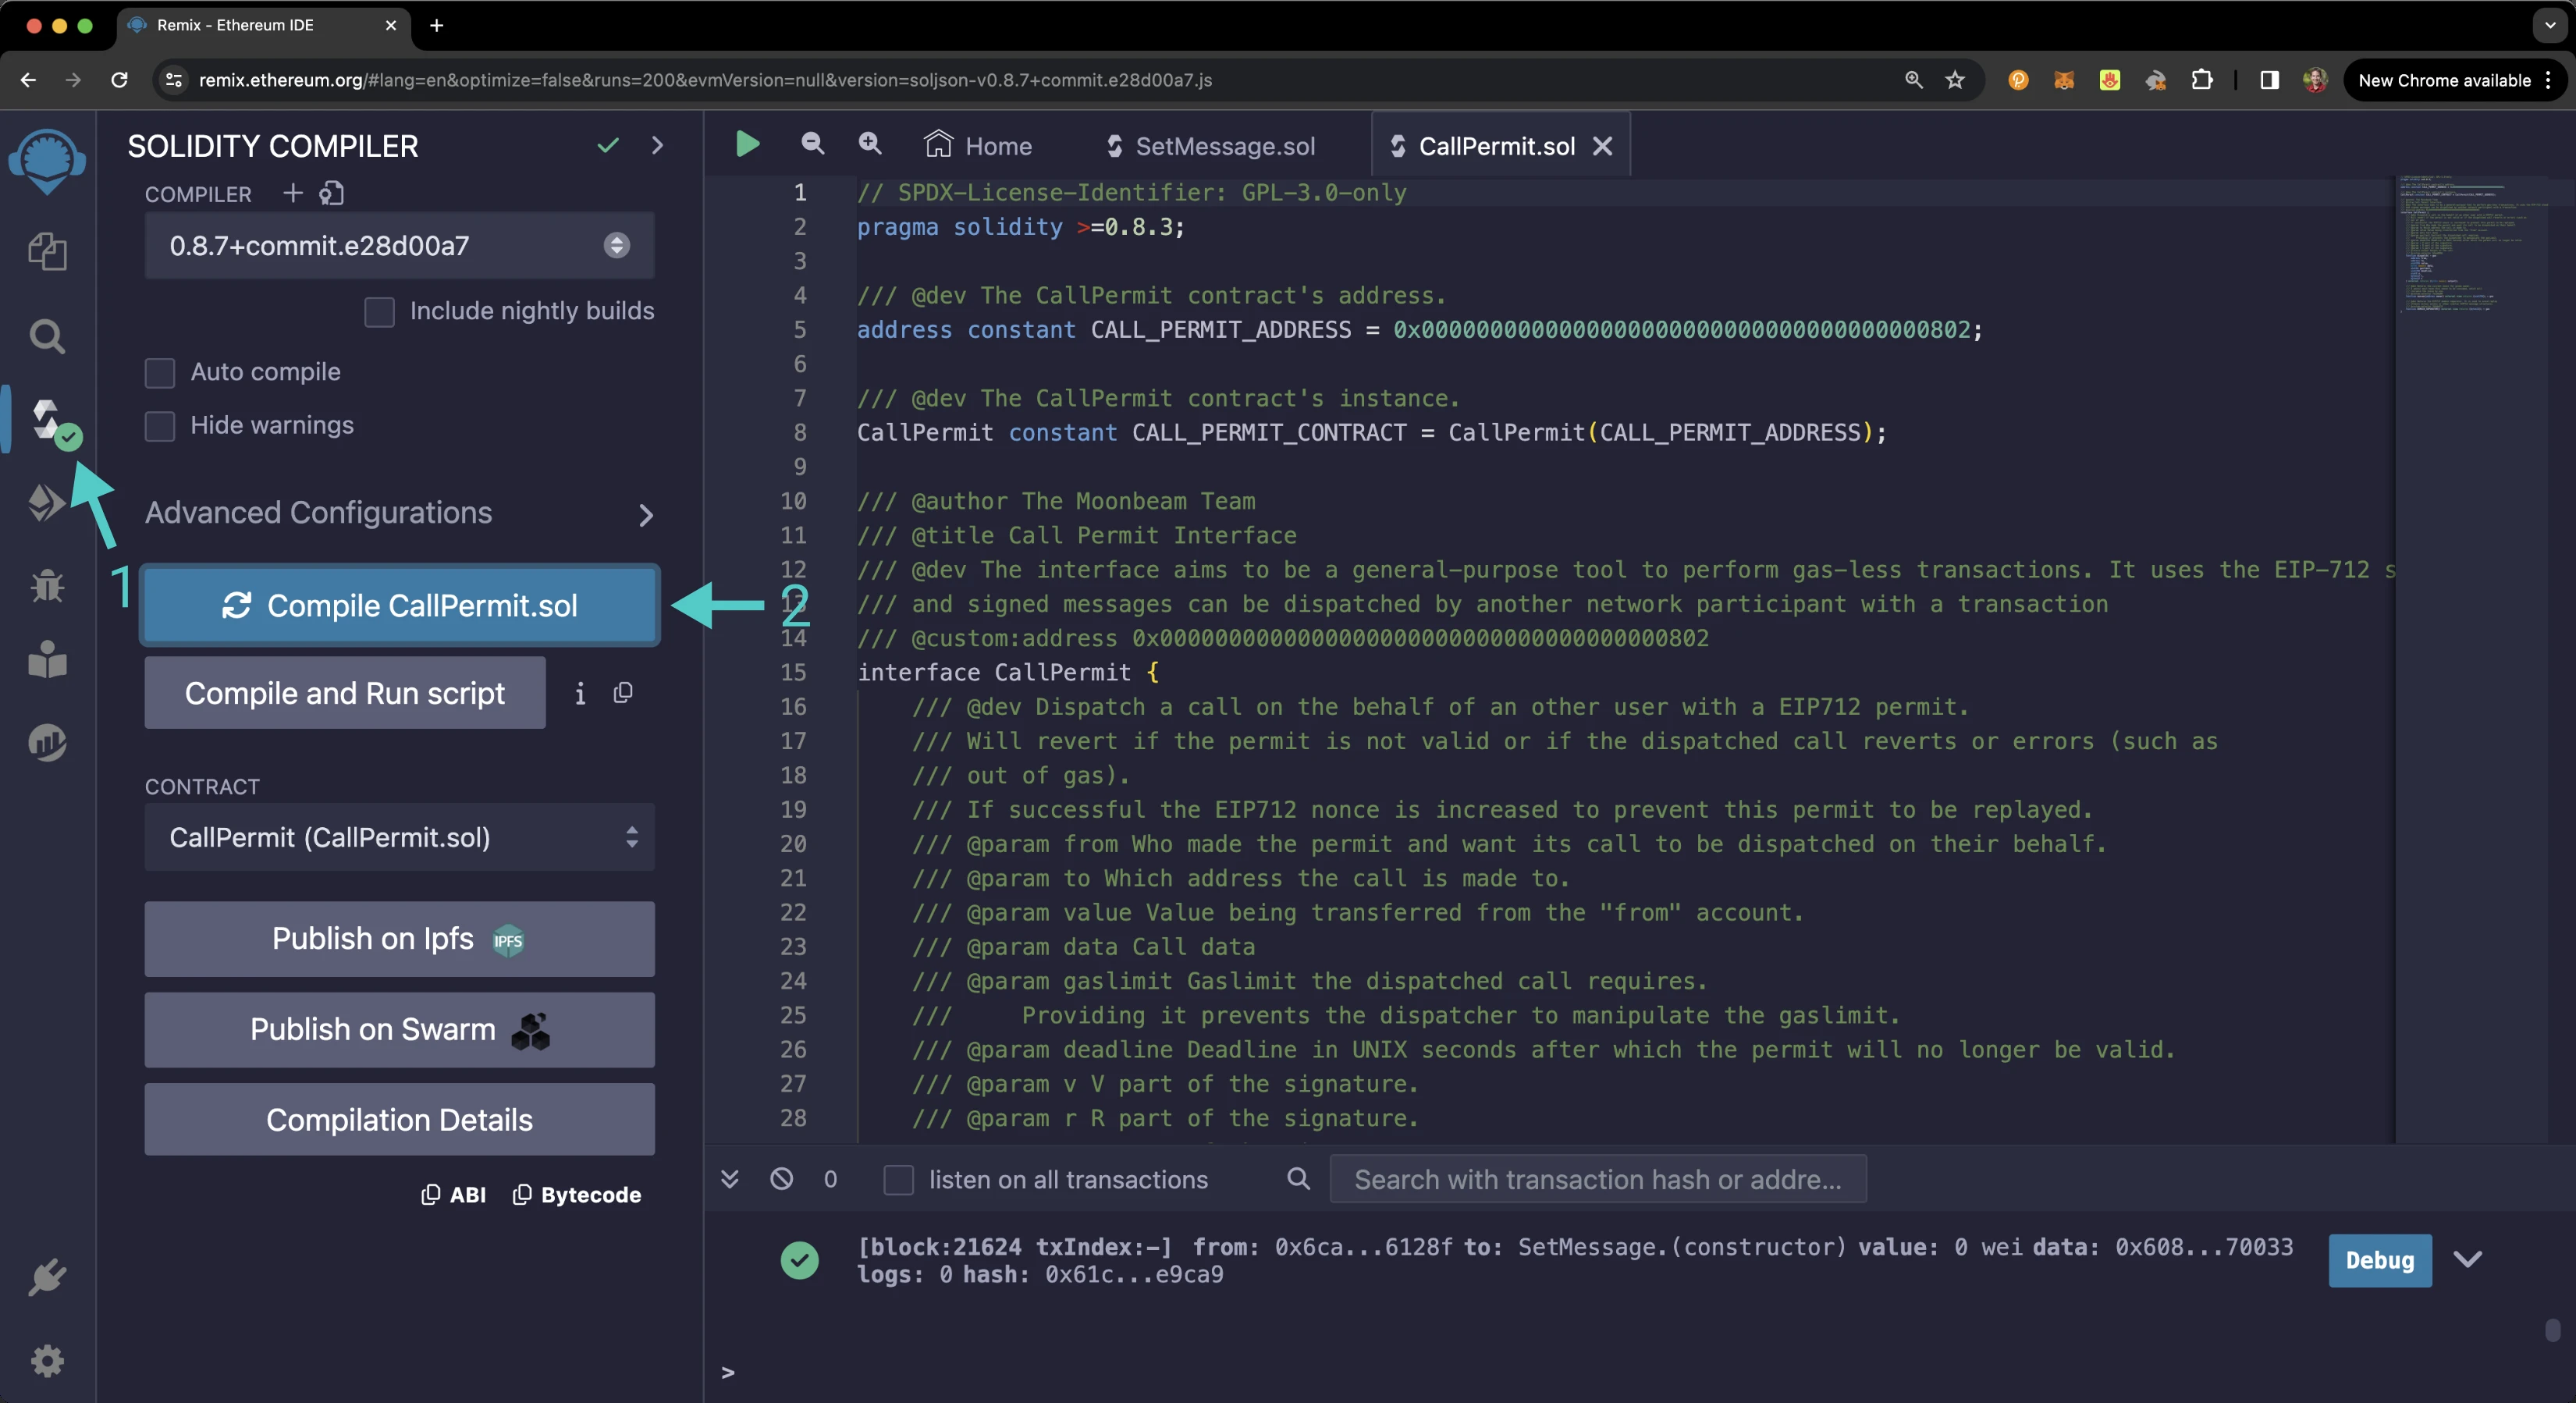 Remix - Ethereum IDE
remix.ethereum.org/#lang=en&optimize=false&runs=200&evmVersion=null&version=soljson-v0.8.7+commit.e28d00a7.js
New Chrome available
SOLIDITY COMPILER
COMPILER
0.8.7+commit.e28d00a7
Include nightly builds
Auto compile
Hide warnings
Advanced Configurations
1
Compile CallPermit.sol
2
Compile and Run script
CONTRACT
CallPermit (CallPermit.sol)
Publish on Ipfs IPFS
Publish on Swarm
Compilation Details
ABI Bytecode
Home SetMessage.sol CallPermit.sol
1 // SPDX-License-Identifier: GPL-3.0-only
2 pragma solidity >=0.8.3;
3
4 /// @dev The CallPermit contract's address.
5 address constant CALL_PERMIT_ADDRESS = 0x0000000000000000000000000000000000000802;
6
7 /// @dev The CallPermit contract's instance.
8 CallPermit constant CALL_PERMIT_CONTRACT = CallPermit(CALL_PERMIT_ADDRESS);
9
10 /// @author The Moonbeam Team
11 /// @title Call Permit Interface
12 /// @dev The interface aims to be a general-purpose tool to perform gas-less transactions. It uses the EIP-712 s
13 /// and signed messages can be dispatched by another network participant with a transaction
14 /// @custom:address 0x0000000000000000000000000000000000000802
15 interface CallPermit {
16 /// @dev Dispatch a call on the behalf of an other user with a EIP712 permit.
17 /// Will revert if the permit is not valid or if the dispatched call reverts or errors (such as
18 /// out of gas).
19 /// If successful the EIP712 nonce is increased to prevent this permit to be replayed.
20 /// @param from Who made the permit and want its call to be dispatched on their behalf.
21 /// @param to Which address the call is made to.
22 /// @param value Value being transferred from the "from" account.
23 /// @param data Call data
24 /// @param gaslimit Gaslimit the dispatched call requires.
25 /// Providing it prevents the dispatcher to manipulate the gaslimit.
26 /// @param deadline Deadline in UNIX seconds after which the permit will no longer be valid.
27 /// @param v V part of the signature.
28 /// @param r R part of the signature.
0 listen on all transactions Search with transaction hash or addre...
[block:21624 txIndex:-] from: 0x6ca...6128f to: SetMessage.(constructor) value: 0 wei data: 0x608...70033
logs: 0 hash: 0x61c...e9ca9
Debug
>